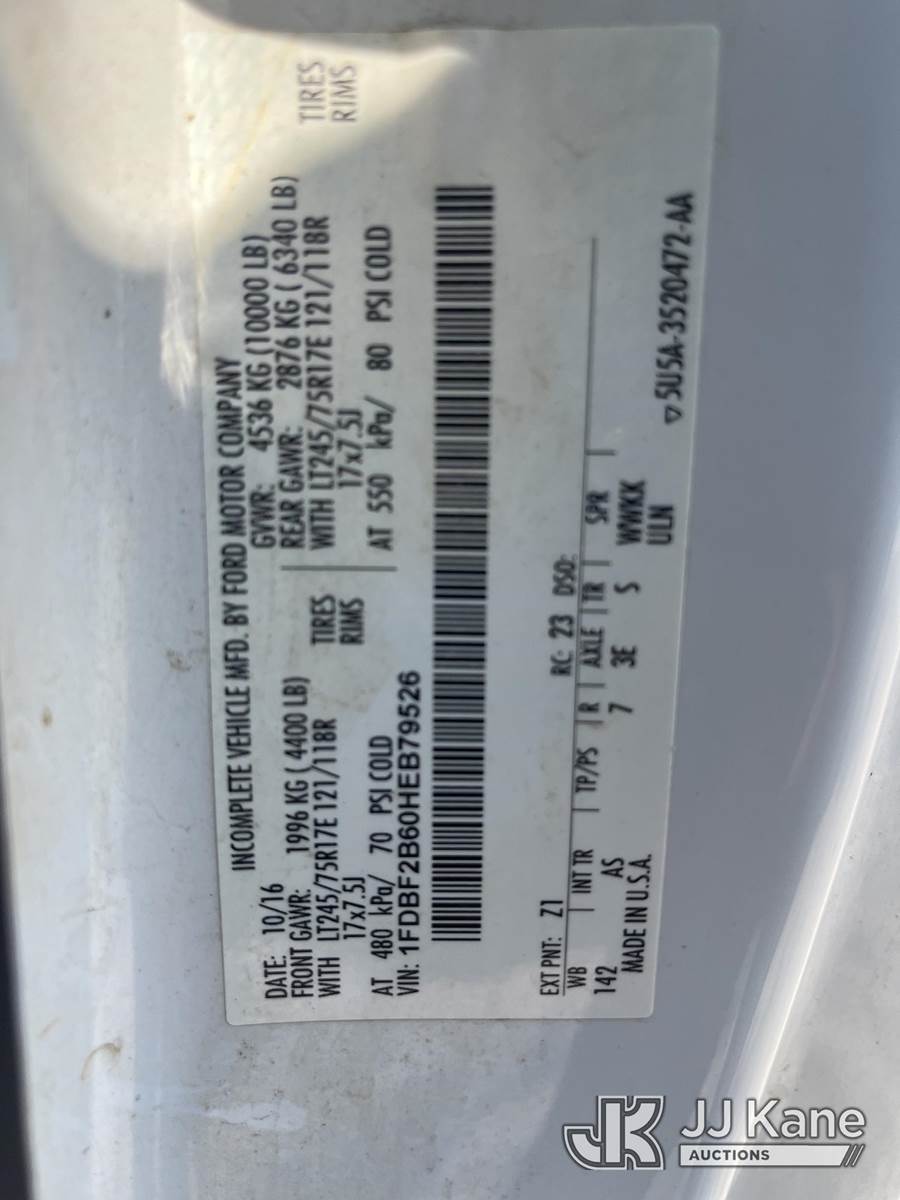 INCOMPLETE VEHICLE MFD. BY FORD MOTOR COMPANY
DATE: 10/16 GVWR: 4536 KG (10000 LB)
FRONT GAWR: 1996 KG ( 4400 LB) REAR GAWR: 2876 KG ( 6340 LB)
WITH LT245/75R17E 121/118R TIRES WITH LT245/75R17E 121/118R TIRES
17x7.5J RIMS 17x7.5J RIMS
AT 480 kPa/ 70 PSI COLD AT 550 kPa/ 80 PSI COLD
VIN: 1FDBF2B60HEB79526
EXT PNT: Z1 RC: 23 DSO:
WB | INT TR | TP/PS | R | AXLE | TR | SPR |
142 AS 7 3E S WWKK
MADE IN U.S.A. ULN
▽5U5A-3520472-AA
JK JJ Kane
AUCTIONS